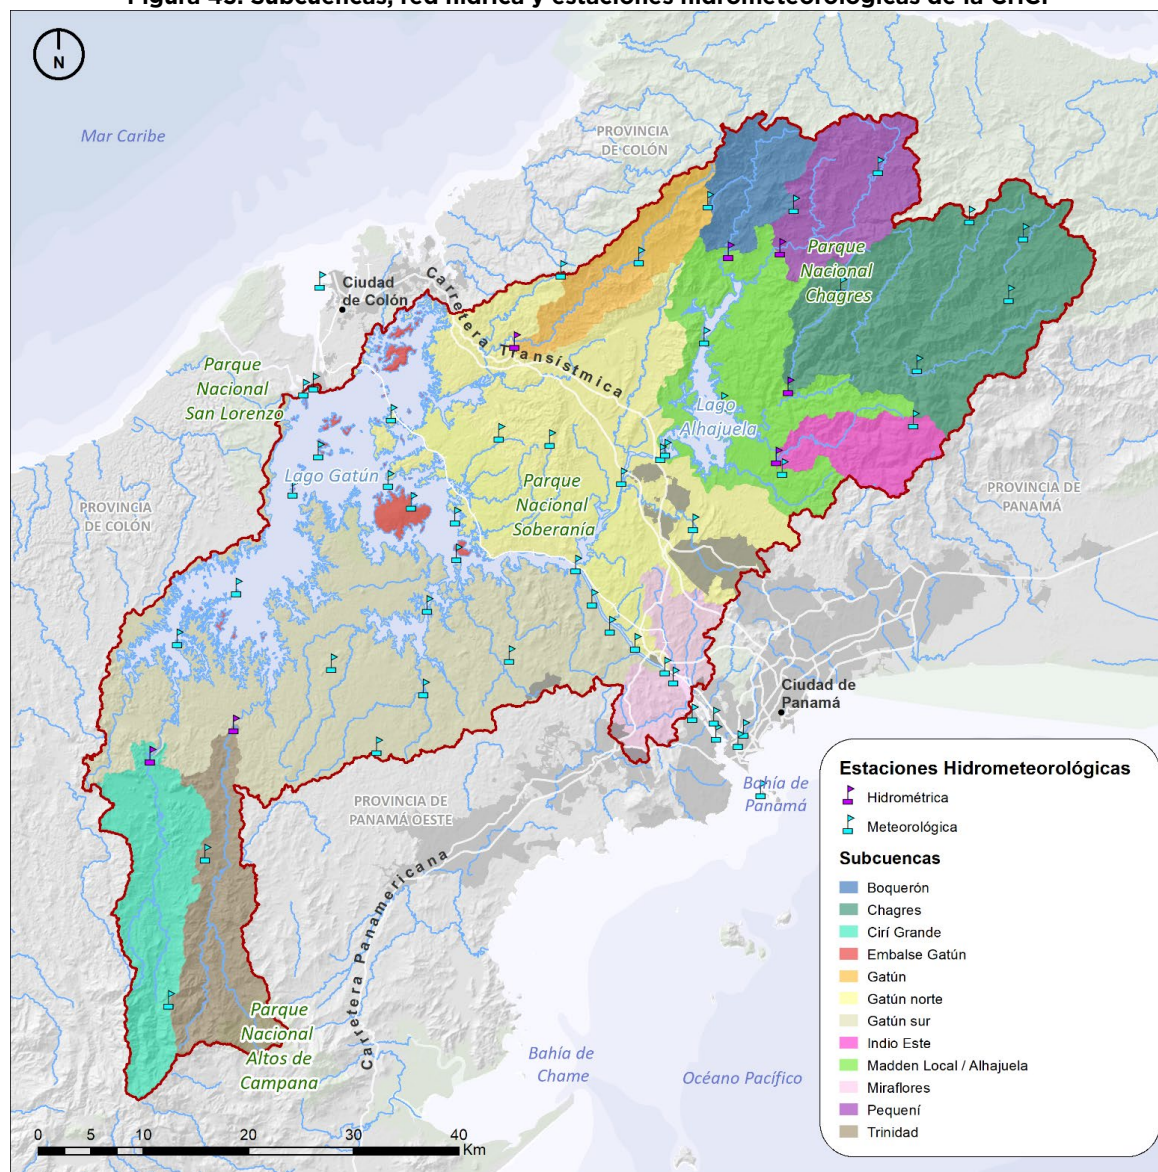 Figura 43. Subcuencas, red hídrica y estaciones hidrometeorológicas de la CHCP
N
Mar Caribe
PROVINCIA
DE COLÓN
Parque
Nacional
Chagres
Ciudad
de Colón
Carretera Transístmica
Parque
Nacional
San Lorenzo
Lago
Alhajuela
Lago Gatún
Parque
Nacional
Soberanía
PROVINCIA
DE COLÓN
PROVINCIA DE
PANAMÁ
Ciudad de
Panamá
Bahía de
Panamá
PROVINCIA DE
PANAMÁ OESTE
Carretera Panamericana
Parque
Nacional
Altos de
Campana
Bahía de
Chame
Océano Pacífico
Estaciones Hidrometeorológicas
Hidrométrica
Meteorológica
Subcuencas
Boquerón
Chagres
Cirí Grande
Embalse Gatún
Gatún
Gatún norte
Gatún sur
Indio Este
Madden Local / Alhajuela
Miraflores
Pequení
Trinidad
0 5 10 20 30 40
Km